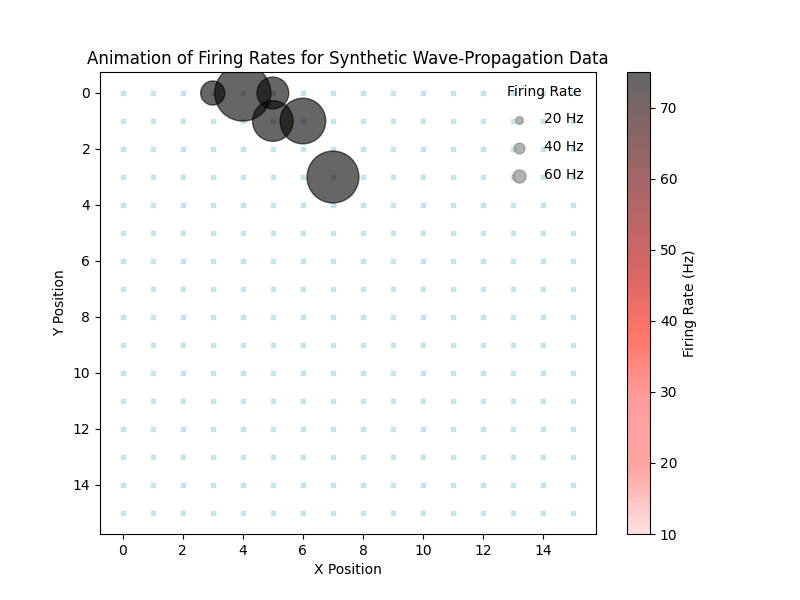 Animation of Firing Rates for Synthetic Wave-Propagation Data
Firing Rate
20 Hz
40 Hz
60 Hz
0
2
4
6
8
10
12
14
Y Position
0 2 4 6 8 10 12 14
X Position
70
60
50
40
30
20
10
Firing Rate (Hz)